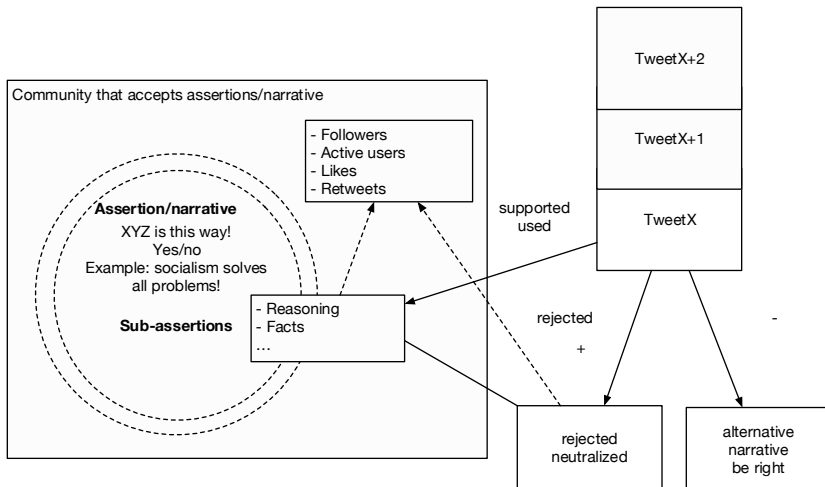 Community that accepts assertions/narrative
- Followers
- Active users
- Likes
- Retweets
Assertion/narrative
XYZ is this way!
Yes/no
Example: socialism solves
all problems!
Sub-assertions
- Reasoning
- Facts
...
TweetX+2
TweetX+1
TweetX
supported
used
rejected
+
-
rejected
neutralized
alternative
narrative
be right